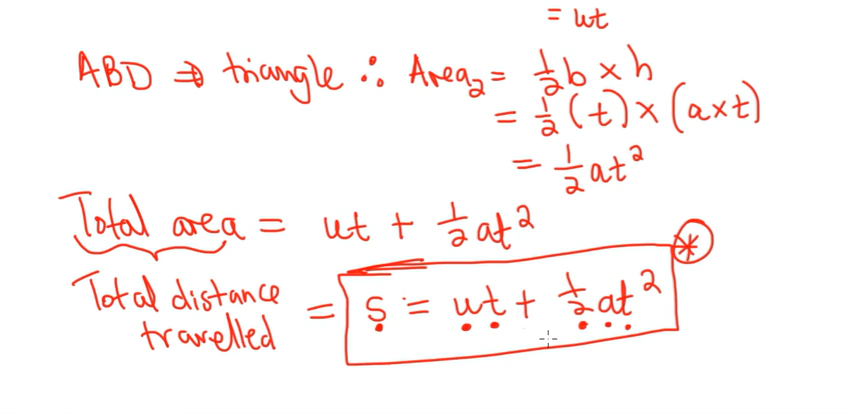 = ut
ABD ⇒ triangle ∴ Area₂ = ½b × h
= ½ (t) × (a×t)
= ½ at²
Total area = ut + ½ at²
Total distance travelled = s = ut + ½ at² *